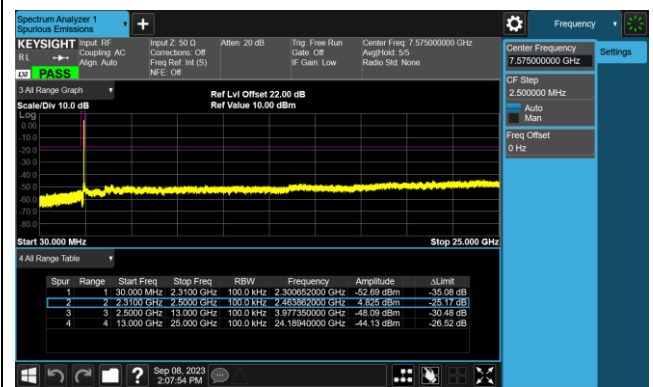 Spectrum Analyzer 1
Spurious Emissions
Frequency
KEYSIGHT
RL
LXI
PASS
Input: RF
Coupling: AC
Align: Auto
Input Z: 50 Ω
Corrections: Off
Freq Ref: Int (S)
NFE: Off
Atten: 20 dB
Trig: Free Run
Gate: Off
IF Gain: Low
Center Freq: 7.575000000 GHz
Avg|Hold: 5/5
Radio Std: None
Center Frequency
7.575000000 GHz
Settings
CF Step
2.500000 MHz
Auto
Man
Freq Offset
0 Hz
3 All Range Graph
Scale/Div 10.0 dB
Ref Lvl Offset 22.00 dB
Ref Value 10.00 dBm
Log
0.00
-10.0
-20.0
-30.0
-40.0
-50.0
-60.0
-70.0
-80.0
Start 30.000 MHz
Stop 25.000 GHz
4 All Range Table
Spur Range Start Freq Stop Freq RBW Frequency Amplitude ΔLimit
1 1 30.000 MHz 2.3100 GHz 100.0 kHz 2.300652000 GHz -52.69 dBm -35.08 dB
2 2 2.3100 GHz 2.5000 GHz 100.0 kHz 2.463862000 GHz 4.825 dBm -25.17 dB
3 3 2.5000 GHz 13.000 GHz 100.0 kHz 3.977350000 GHz -48.09 dBm -30.48 dB
4 4 13.000 GHz 25.000 GHz 100.0 kHz 24.18940000 GHz -44.13 dBm -26.52 dB
?
Sep 08, 2023
2:07:54 PM